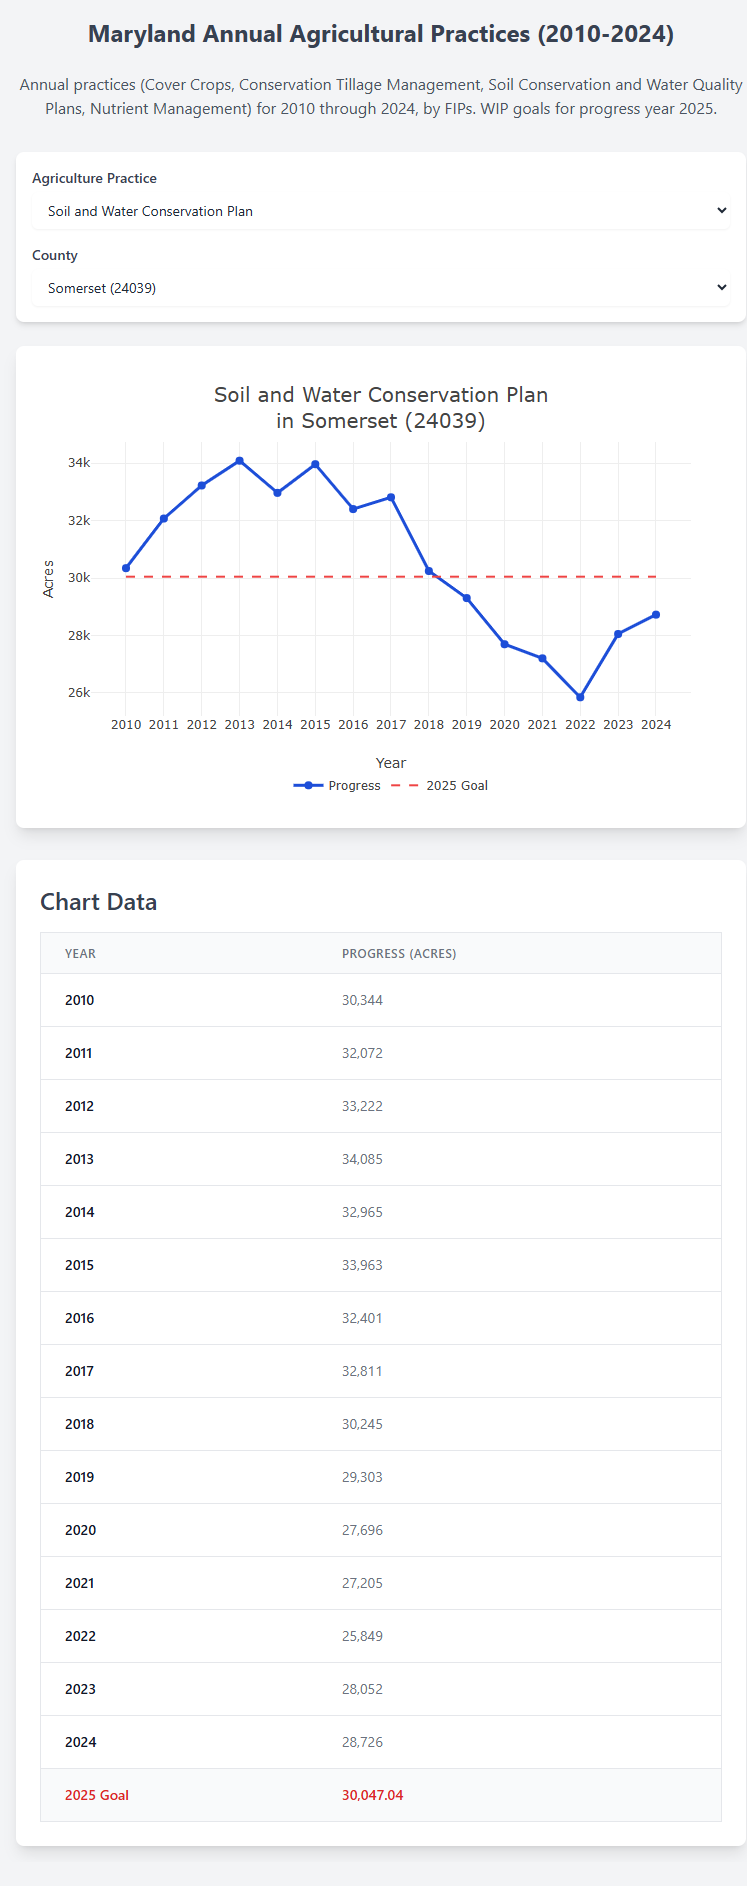 Maryland Annual Agricultural Practices (2010-2024)
Annual practices (Cover Crops, Conservation Tillage Management, Soil Conservation and Water Quality
Plans, Nutrient Management) for 2010 through 2024, by FIPs. WIP goals for progress year 2025.
Agriculture Practice
Soil and Water Conservation Plan
County
Somerset (24039)
Soil and Water Conservation Plan
in Somerset (24039)
Acres
34k
32k
30k
28k
26k
2010 2011 2012 2013 2014 2015 2016 2017 2018 2019 2020 2021 2022 2023 2024
Year
Progress 2025 Goal
Chart Data
YEAR PROGRESS (ACRES)
2010 30,344
2011 32,072
2012 33,222
2013 34,085
2014 32,965
2015 33,963
2016 32,401
2017 32,811
2018 30,245
2019 29,303
2020 27,696
2021 27,205
2022 25,849
2023 28,052
2024 28,726
2025 Goal 30,047.04